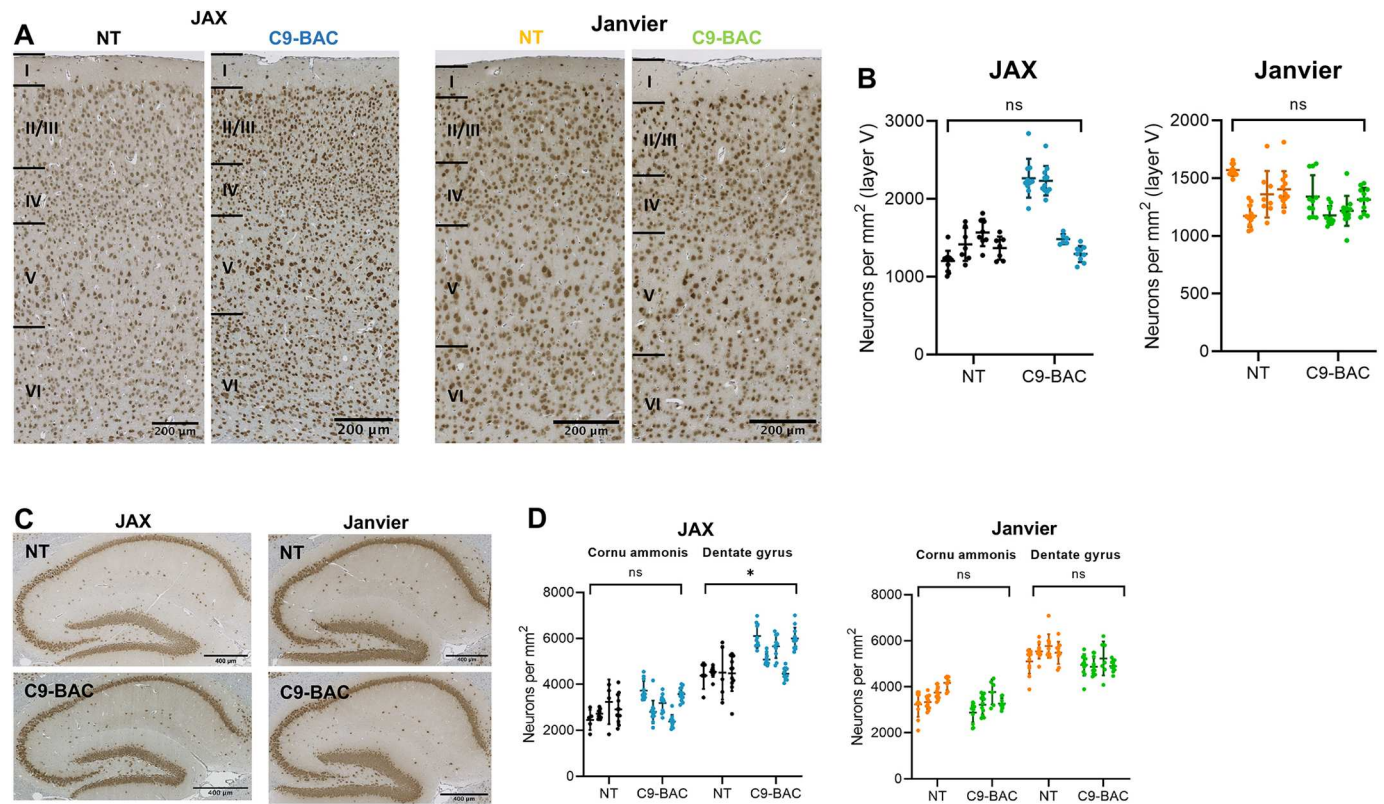 A
JAX
Janvier
NT
C9-BAC
NT
C9-BAC
I
II/III
IV
V
VI
200 µm
I
II/III
IV
V
VI
200 µm
I
II/III
IV
V
VI
200 µm
I
II/III
IV
V
VI
200 µm
B
JAX
ns
Neurons per mm² (layer V)
3000
2000
1000
0
NT
C9-BAC
Janvier
ns
Neurons per mm² (layer V)
2000
1500
1000
500
0
NT
C9-BAC
C
JAX
Janvier
NT
400 µm
NT
400 µm
C9-BAC
400 µm
C9-BAC
400 µm
D
JAX
Cornu ammonis
Dentate gyrus
ns
*
Neurons per mm²
8000
6000
4000
2000
0
NT
C9-BAC
NT
C9-BAC
Janvier
Cornu ammonis
Dentate gyrus
ns
ns
Neurons per mm²
8000
6000
4000
2000
0
NT
C9-BAC
NT
C9-BAC